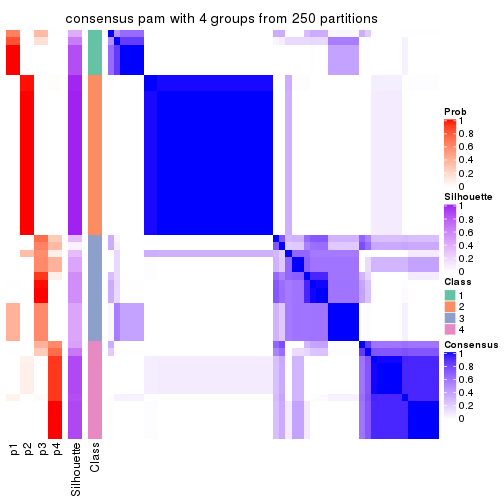 consensus pam with 4 groups from 250 partitions
Prob
1
0.8
0.6
0.4
0.2
0
Silhouette
1
0.8
0.6
0.4
0.2
0
Class
1
2
3
4
Consensus
1
0.8
0.6
0.4
0.2
0
p1
p2
p3
p4
Silhouette
Class